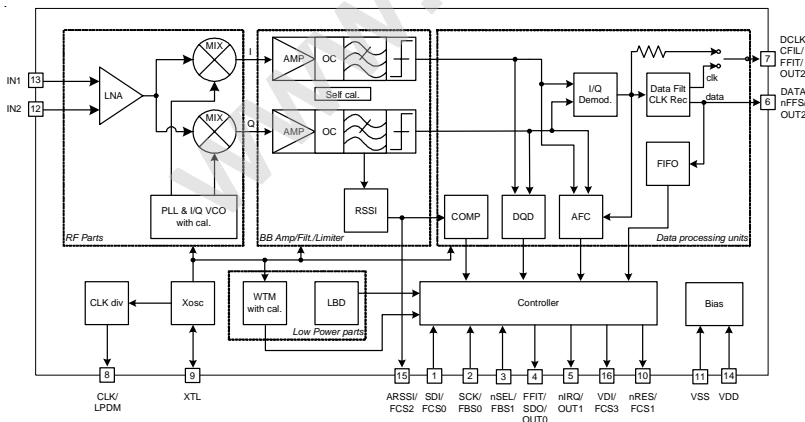 DCLK/
CFIL/
FFIT/
OUT2
7
DATA/
nFFS/
OUT2
6
IN1
13
IN2
12
LNA
MIX
MIX
I
Q
PLL & I/Q VCO
with cal.
RF Parts
AMP
OC
Self cal.
AMP
OC
RSSI
BB Amp/Filt./Limiter
I/Q
Demod.
Data Filt
CLK Rec
clk
data
FIFO
COMP
DQD
AFC
Data processing units
CLK div
Xosc
WTM
with cal.
LBD
Low Power parts
Controller
Bias
8
9
15
1
2
3
4
5
16
10
11
14
CLK/
LPDM
XTL
ARSSI/
FCS2
SDI/
FCS0
SCK/
FBS0
nSEL/
FBS1
FFIT/
SDO/
OUT0
nIRQ/
OUT1
VDI/
FCS3
nRES/
FCS1
VSS
VDD